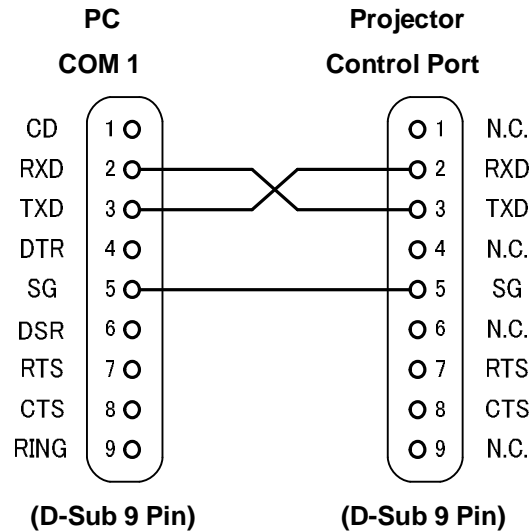 PC Projector
COM 1 Control Port
CD 1 1 N.C.
RXD 2 2 RXD
TXD 3 3 TXD
DTR 4 4 N.C.
SG 5 5 SG
DSR 6 6 N.C.
RTS 7 7 RTS
CTS 8 8 CTS
RING 9 9 N.C.
(D-Sub 9 Pin) (D-Sub 9 Pin)